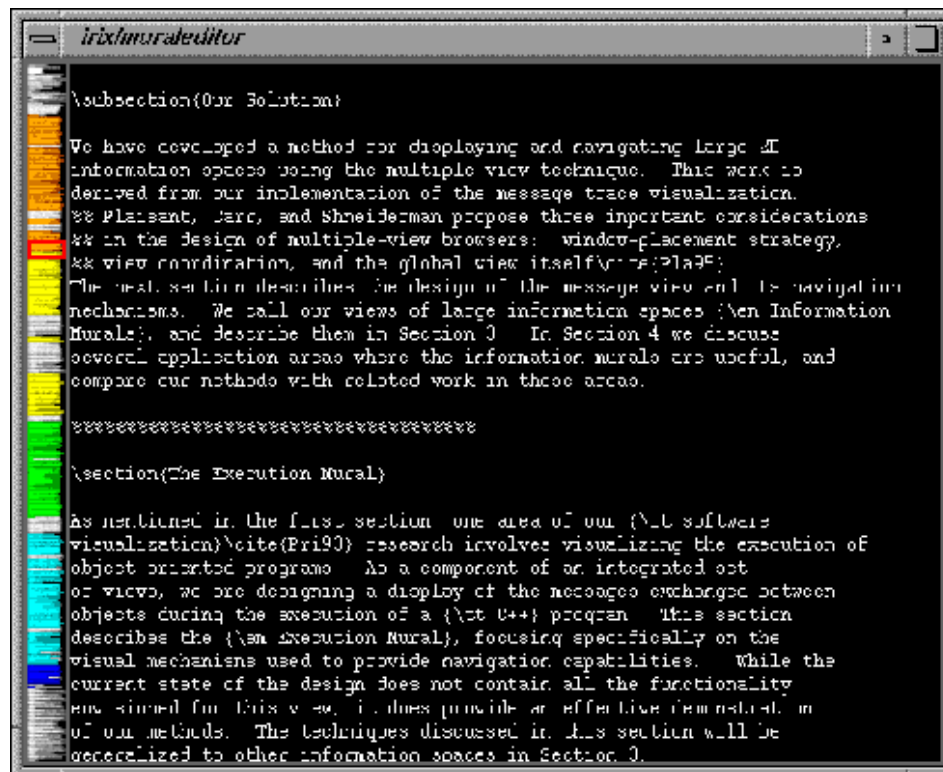 irix/muraleditor
\subsection{Our Solution}
We have developed a method for displaying and navigating large
information spaces using the multiple view technique. This work is
derived from our implementation of the message trace visualization.
%% Plaisant, Carr, and Shneiderman propose three important considerations
%% in the design of multiple-view browsers: window-placement strategy,
%% view coordination, and the global view itself\cite{Pla95}
The next section describes the design of the message view and its navigation
mechanisms. We call our views of large information spaces {\em Information
Murals}, and describe them in Section 3 In Section 4 we discuss
several application areas where the information murals are useful, and
compare our methods with related work in these areas.
%%%%%%%%%%%%%%%%%%%%%%%%%%%%%%%%%%%%%
\section{The Execution Mural}
As mentioned in the first section one area of our {\it software
visualization}\cite{Pri93} research involves visualizing the execution of
object oriented programs As a component of an integrated set
of views, we are designing a display of the messages exchanged between
objects during the execution of a {\tt C++} program This section
describes the {\em Execution Mural}, focusing specifically on the
visual mechanisms used to provide navigation capabilities. While the
current state of the design does not contain all the functionality
envisioned for this view, it does provide an effective demonstration
of our methods. The techniques discussed in this section will be
generalized to other information spaces in Section 3.